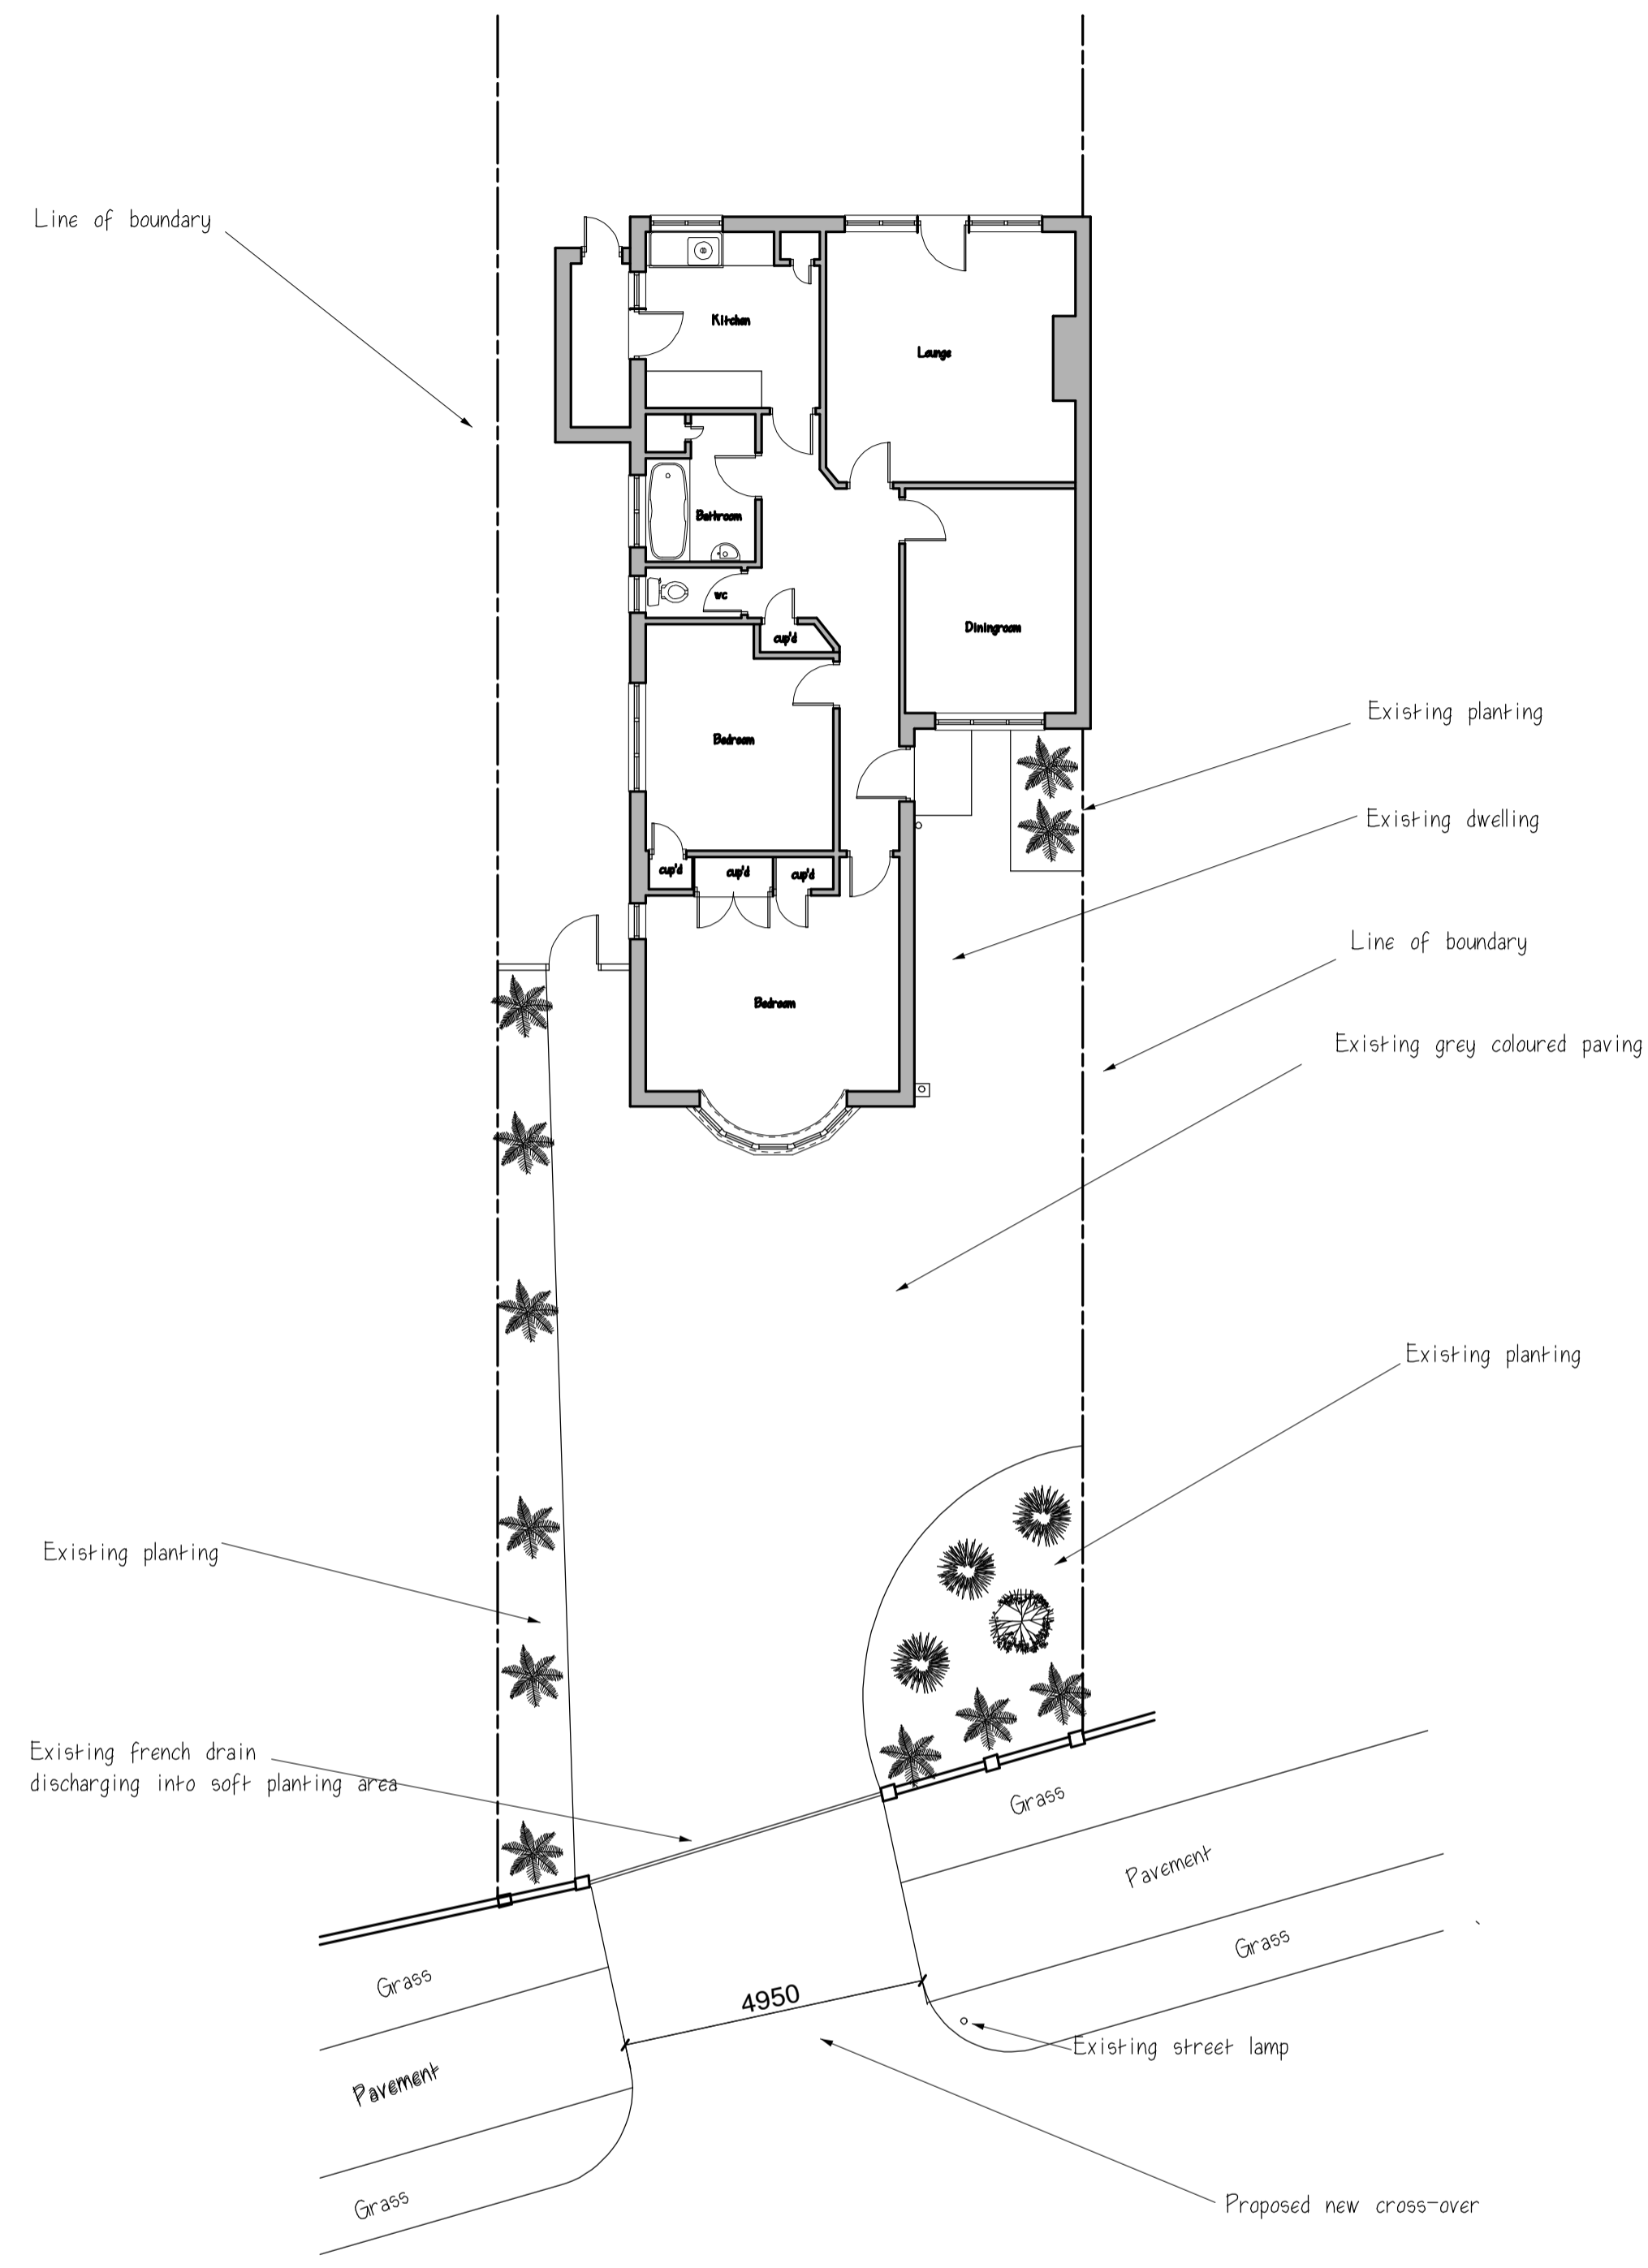 Line of boundary
Kitchen
Lounge
Bathroom
wc
cup'd
Diningroom
Existing planting
Bedroom
Existing dwelling
cup'd
cup'd
cup'd
Line of boundary
Bedroom
Existing grey coloured paving
Existing planting
Existing planting
Existing french drain
discharging into soft planting area
Grass
Pavement
Grass
Grass
4950
Existing street lamp
Pavement
Grass
Proposed new cross-over